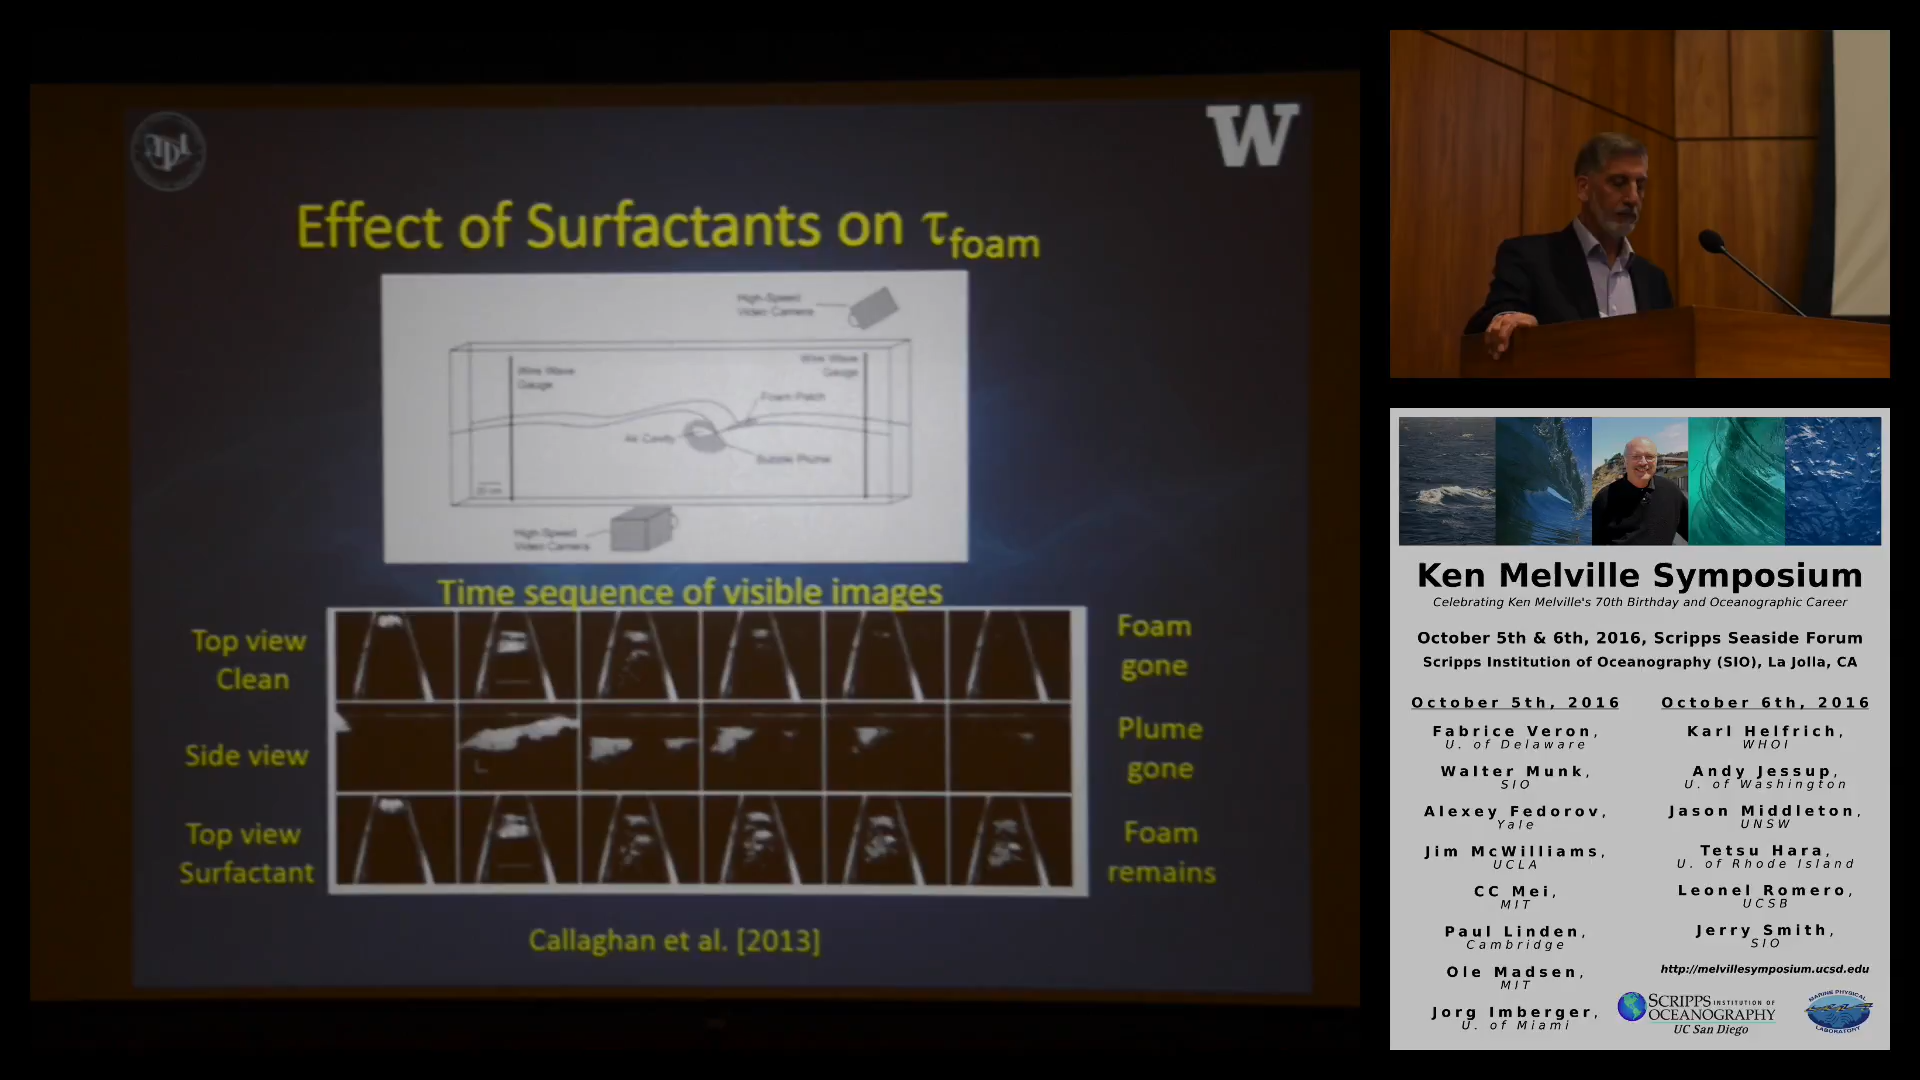 apl
W
Effect of Surfactants on τfoam
High-Speed
Video Camera
Wire Wave
Gauge
Wire Wave
Gauge
Foam Patch
Air Cavity
Bubble Plume
20 cm
High-Speed
Video Camera
Time sequence of visible images
Top view
Clean
Foam
gone
Side view
Plume
gone
Top view
Surfactant
Foam
remains
Callaghan et al. [2013]
Ken Melville Symposium
Celebrating Ken Melville's 70th Birthday and Oceanographic Career
October 5th & 6th, 2016, Scripps Seaside Forum
Scripps Institution of Oceanography (SIO), La Jolla, CA
October 5th, 2016
Fabrice Veron,
U. of Delaware
Walter Munk,
SIO
Alexey Fedorov,
Yale
Jim McWilliams,
UCLA
CC Mei,
MIT
Paul Linden,
Cambridge
Ole Madsen,
MIT
Jorg Imberger,
U. of Miami
October 6th, 2016
Karl Helfrich,
WHOI
Andy Jessup,
U. of Washington
Jason Middleton,
UNSW
Tetsu Hara,
U. of Rhode Island
Leonel Romero,
UCSB
Jerry Smith,
SIO
http://melvillesymposium.ucsd.edu
SCRIPPS INSTITUTION OF
OCEANOGRAPHY
UC San Diego
MARINE PHYSICAL
LABORATORY